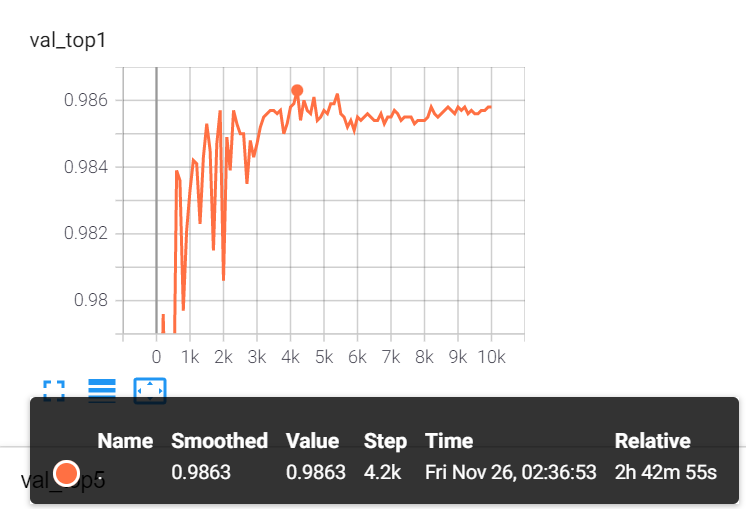 val_top1
0.986
0.984
0.982
0.98
0 1k 2k 3k 4k 5k 6k 7k 8k 9k 10k
Name Smoothed Value Step Time Relative
. 0.9863 0.9863 4.2k Fri Nov 26, 02:36:53 2h 42m 55s
val_top5